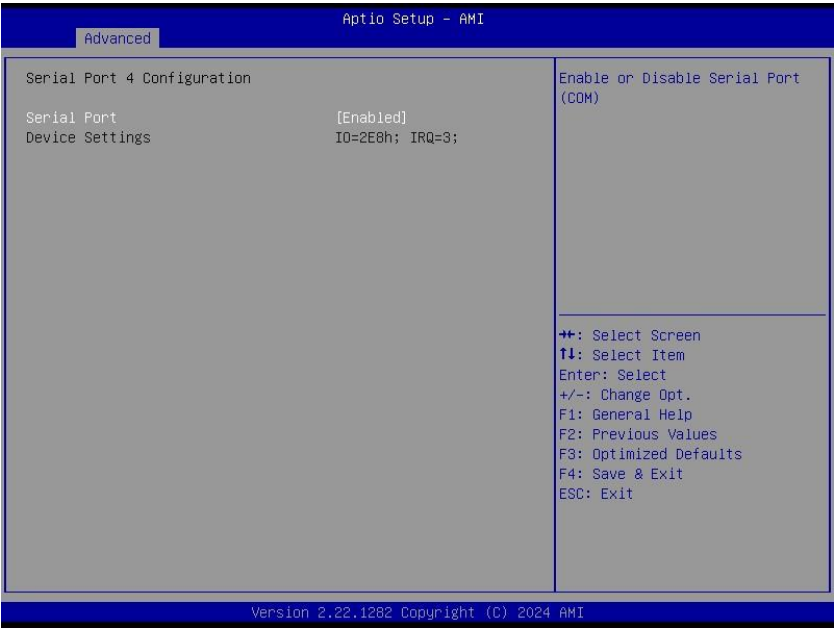 Aptio Setup - AMI
Advanced
Serial Port 4 Configuration
Serial Port [Enabled]
Device Settings IO=2E8h; IRQ=3;
Enable or Disable Serial Port
(COM)
→←: Select Screen
↑↓: Select Item
Enter: Select
+/-: Change Opt.
F1: General Help
F2: Previous Values
F3: Optimized Defaults
F4: Save & Exit
ESC: Exit
Version 2.22.1282 Copyright (C) 2024 AMI